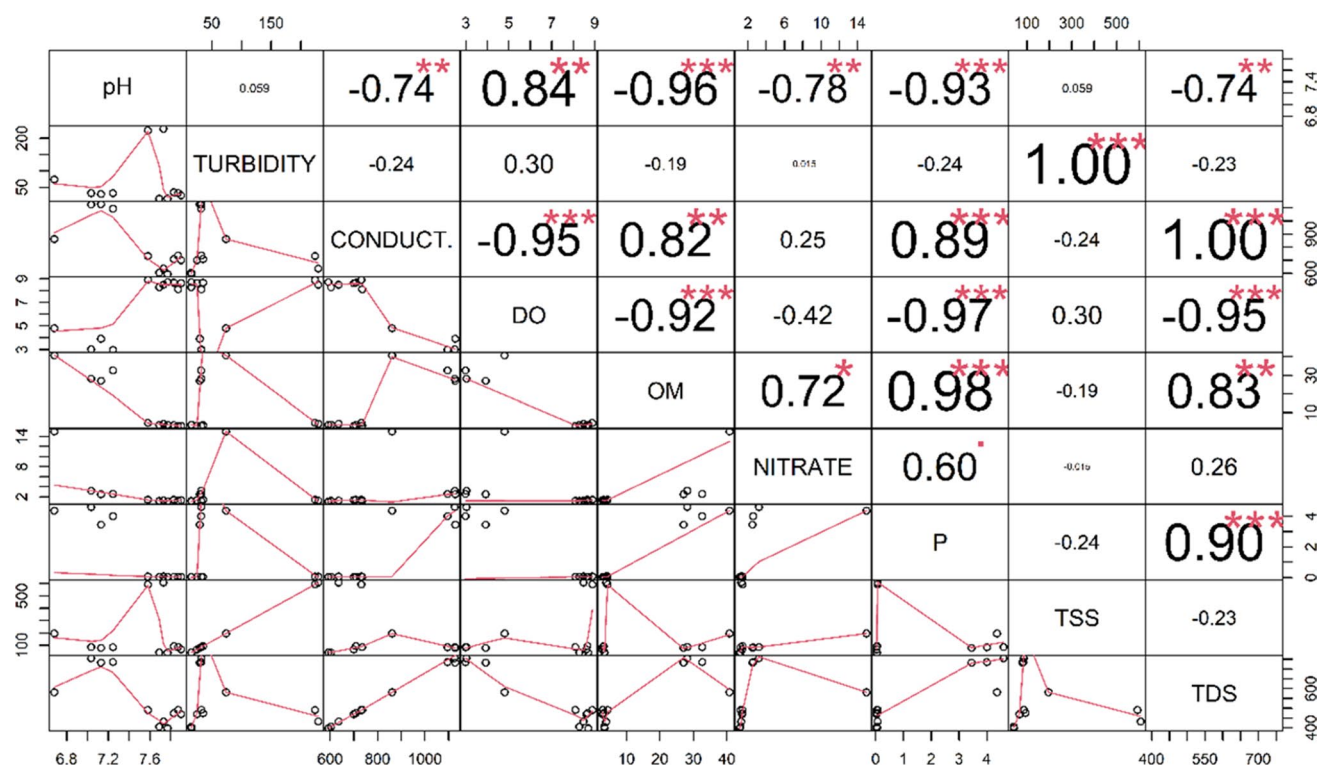 50 150 3 5 7 9 2 6 10 14 100 300 500
pH 0.059 -0.74** 0.84** -0.96*** -0.78** -0.93*** 0.059 -0.74** 6.8 7.4
50 200 TURBIDITY -0.24 0.30 -0.19 0.015 -0.24 1.00*** -0.23
CONDUCT. -0.95*** 0.82** 0.25 0.89*** -0.24 1.00*** 600 900
3 5 7 9 DO -0.92*** -0.42 -0.97*** 0.30 -0.95***
OM 0.72* 0.98*** -0.19 0.83** 10 30
2 8 14 NITRATE 0.60. -0.015 0.26
P -0.24 0.90*** 0 2 4
100 500 TSS -0.23
TDS 400 600
6.8 7.2 7.6 600 800 1000 10 20 30 40 0 1 2 3 4 400 550 700